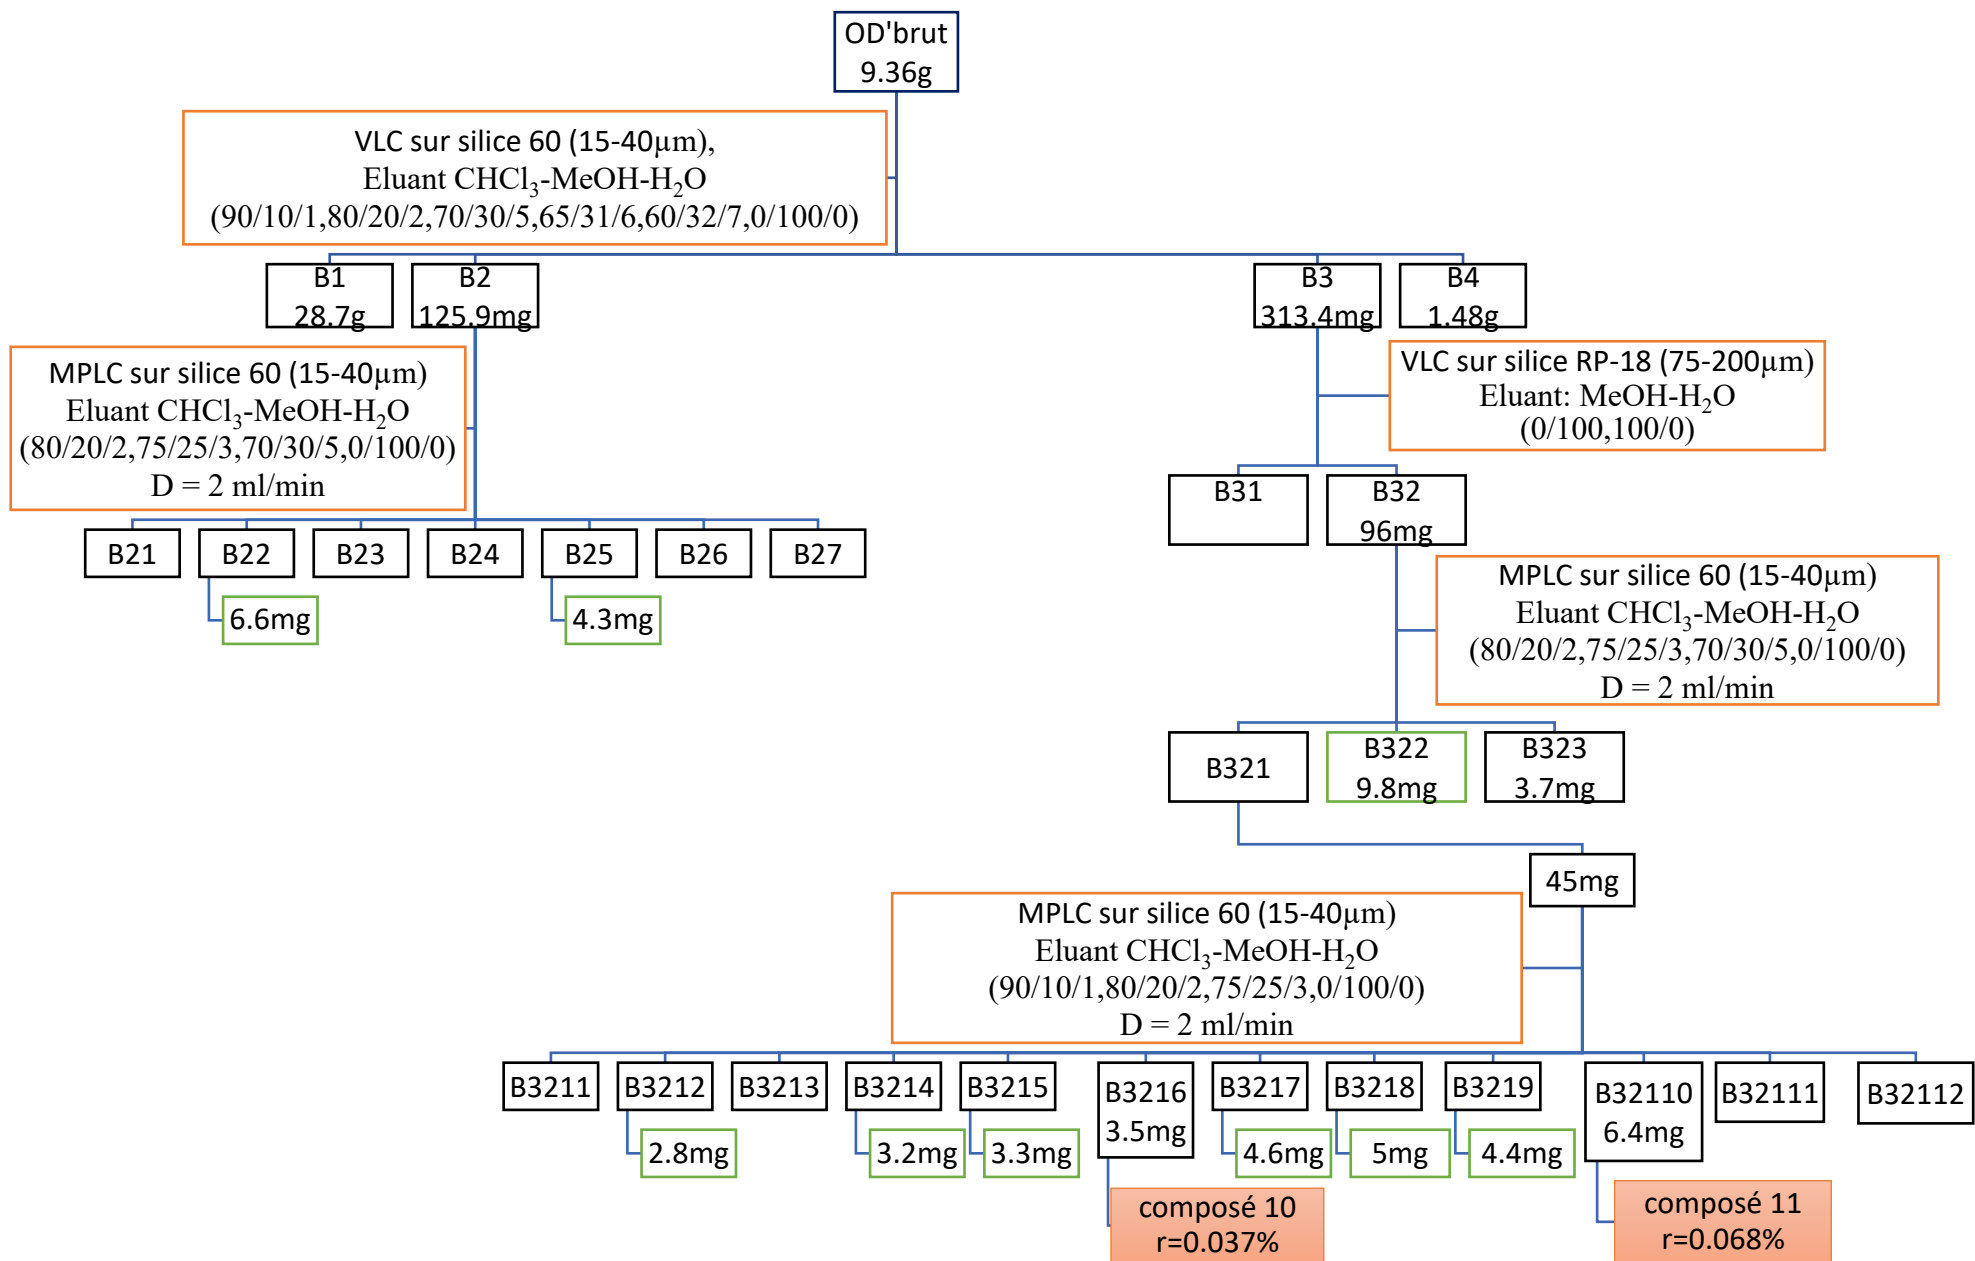 OD'brut
9.36g
VLC sur silice 60 (15-40µm),
Eluant CHCl₃-MeOH-H₂O
(90/10/1,80/20/2,70/30/5,65/31/6,60/32/7,0/100/0)
B1
28.7g
B2
125.9mg
B3
313.4mg
B4
1.48g
MPLC sur silice 60 (15-40µm)
Eluant CHCl₃-MeOH-H₂O
(80/20/2,75/25/3,70/30/5,0/100/0)
D = 2 ml/min
VLC sur silice RP-18 (75-200µm)
Eluant: MeOH-H₂O
(0/100,100/0)
B31
B32
96mg
B21
B22
B23
B24
B25
B26
B27
6.6mg
4.3mg
MPLC sur silice 60 (15-40µm)
Eluant CHCl₃-MeOH-H₂O
(80/20/2,75/25/3,70/30/5,0/100/0)
D = 2 ml/min
B321
B322
9.8mg
B323
3.7mg
45mg
MPLC sur silice 60 (15-40µm)
Eluant CHCl₃-MeOH-H₂O
(90/10/1,80/20/2,75/25/3,0/100/0)
D = 2 ml/min
B3211
B3212
B3213
B3214
B3215
B3216
3.5mg
B3217
B3218
B3219
B32110
6.4mg
B32111
B32112
2.8mg
3.2mg
3.3mg
4.6mg
5mg
4.4mg
composé 10
r=0.037%
composé 11
r=0.068%